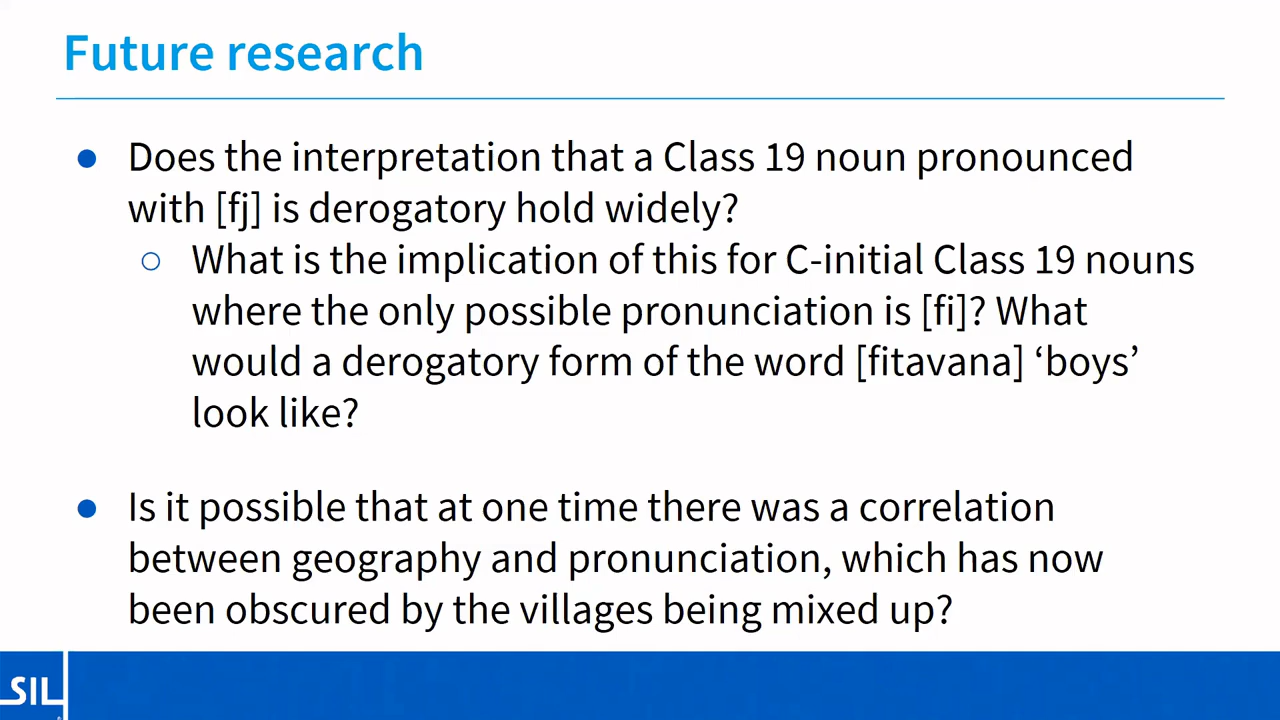 Future research
● Does the interpretation that a Class 19 noun pronounced
with [fj] is derogatory hold widely?
○ What is the implication of this for C-initial Class 19 nouns
where the only possible pronunciation is [fi]? What
would a derogatory form of the word [fitavana] ‘boys’
look like?
● Is it possible that at one time there was a correlation
between geography and pronunciation, which has now
been obscured by the villages being mixed up?
SIL